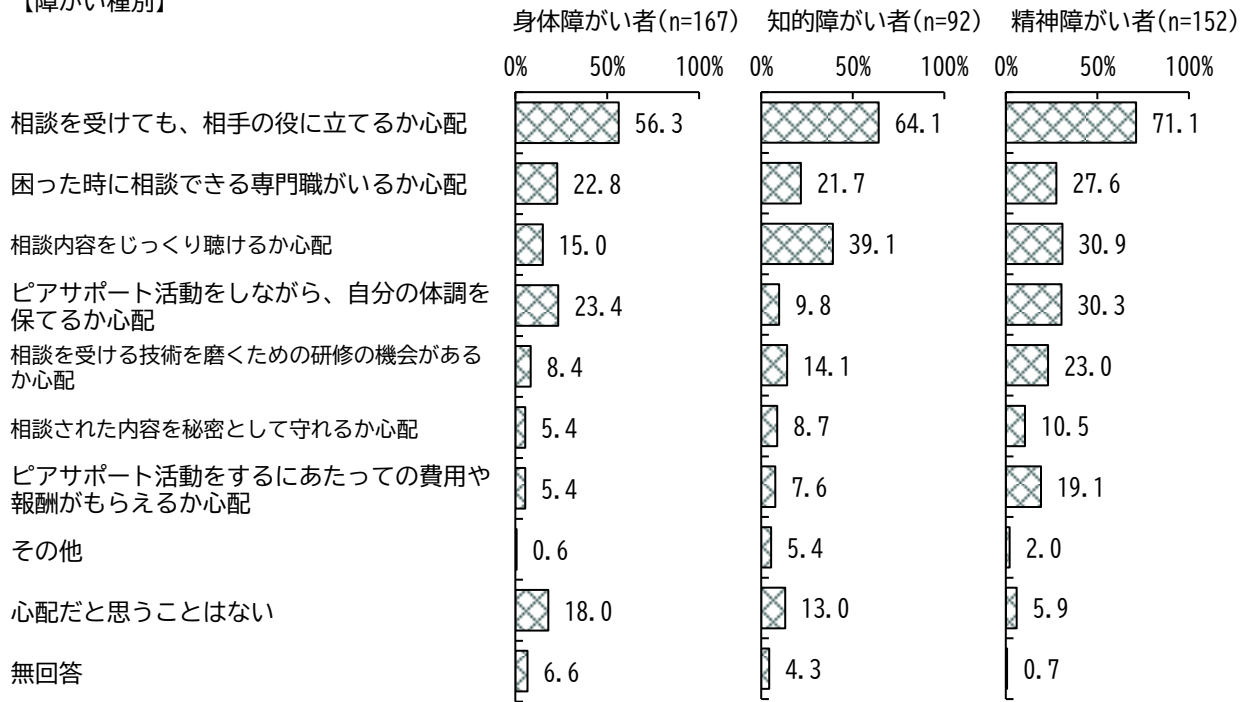 【障がい種別】
身体障がい者(n=167) 知的障がい者(n=92) 精神障がい者(n=152)
0% 50% 100% 0% 50% 100% 0% 50% 100%
相談を受けても、相手の役に立てるか心配 56.3 64.1 71.1
困った時に相談できる専門職がいるか心配 22.8 21.7 27.6
相談内容をじっくり聴けるか心配 15.0 39.1 30.9
ピアサポート活動をしながら、自分の体調を
保てるか心配 23.4 9.8 30.3
相談を受ける技術を磨くための研修の機会がある
か心配 8.4 14.1 23.0
相談された内容を秘密として守れるか心配 5.4 8.7 10.5
ピアサポート活動をするにあたっての費用や
報酬がもらえるか心配 5.4 7.6 19.1
その他 0.6 5.4 2.0
心配だと思うことはない 18.0 13.0 5.9
無回答 6.6 4.3 0.7